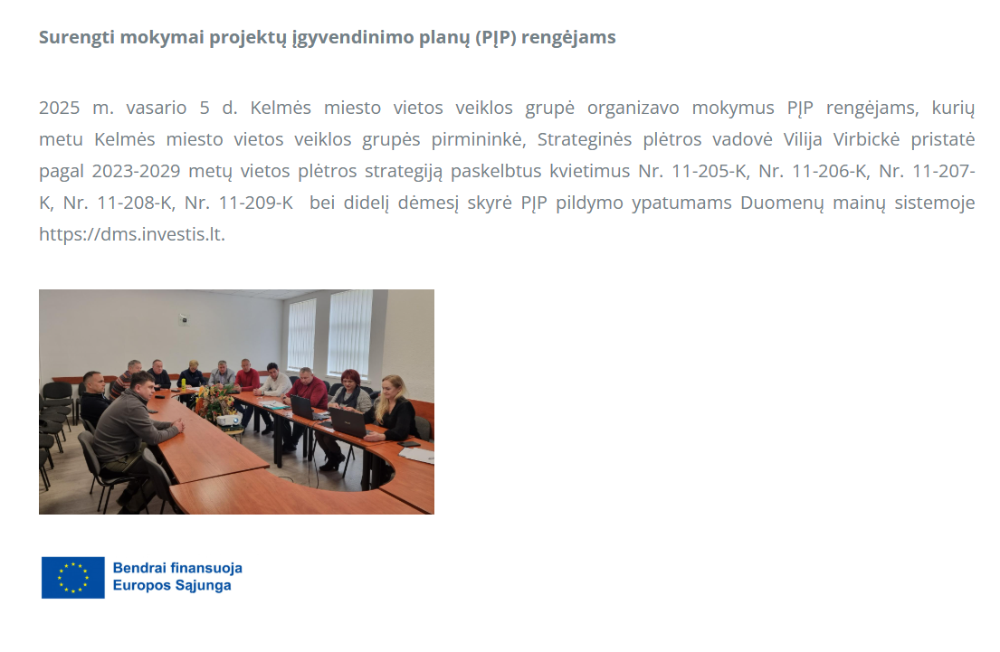 Surengti mokymai projektų įgyvendinimo planų (PĮP) rengėjams
2025 m. vasario 5 d. Kelmės miesto vietos veiklos grupė organizavo mokymus PĮP rengėjams, kurių
metu Kelmės miesto vietos veiklos grupės pirmininkė, Strateginės plėtros vadovė Vilija Virbickė pristatė
pagal 2023-2029 metų vietos plėtros strategiją paskelbtus kvietimus Nr. 11-205-K, Nr. 11-206-K, Nr. 11-207-
K, Nr. 11-208-K, Nr. 11-209-K  bei didelį dėmesį skyrė PĮP pildymo ypatumams Duomenų mainų sistemoje
https://dms.investis.lt.
Bendrai finansuoja
Europos Sąjunga